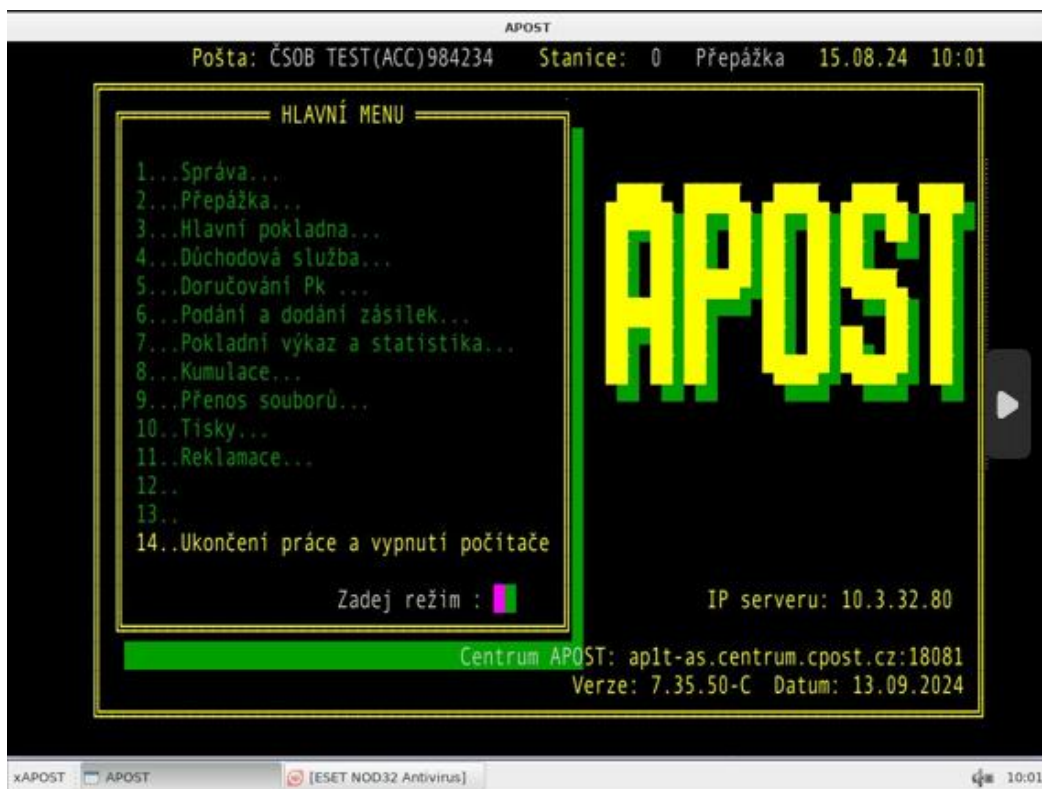 APOST
Pošta: ČSOB TEST(ACC)984234 Stanice: 0 Přepážka 15.08.24 10:01
HLAVNÍ MENU
1...Správa...
2...Přepážka...
3...Hlavní pokladna...
4...Důchodová služba...
5...Doručování Pk ...
6...Podání a dodání zásilek...
7...Pokladní výkaz a statistika...
8...Kumulace...
9...Přenos souborů...
10..Tisky...
11..Reklamace...
12..
13..
14..Ukončení práce a vypnutí počítače
Zadej režim :
APOST
IP serveru: 10.3.32.80
Centrum APOST: ap1t-as.centrum.cpost.cz:18081
Verze: 7.35.50-C Datum: 13.09.2024
xAPOST APOST [ESET NOD32 Antivirus] 10:01